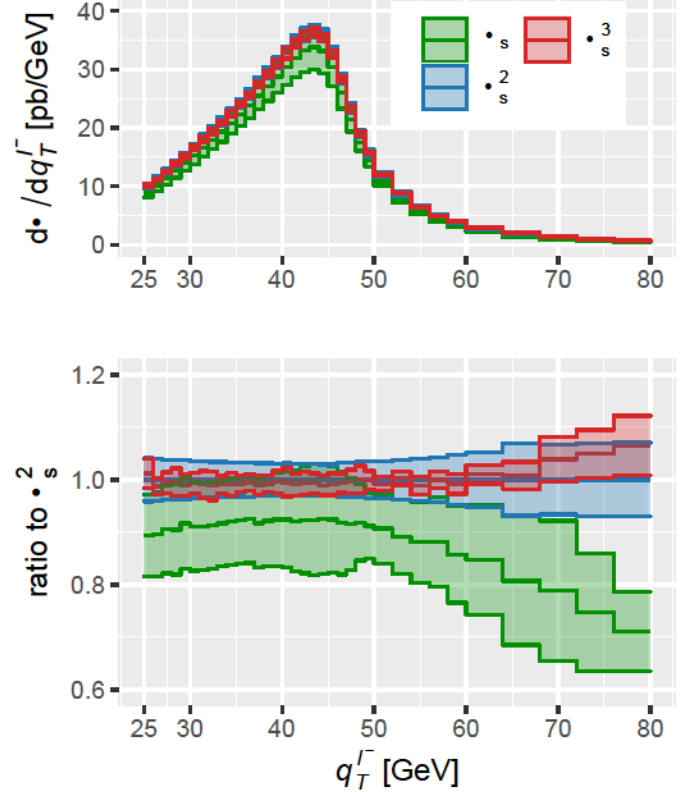 40
30
20
10
0
d• / dq_T^{l^-} [pb/GeV]
•_s
•_s^3
•_s^2
25 30 40 50 60 70 80
1.2
1.0
0.8
0.6
ratio to •_s^2
25 30 40 50 60 70 80
q_T^{l^-} [GeV]